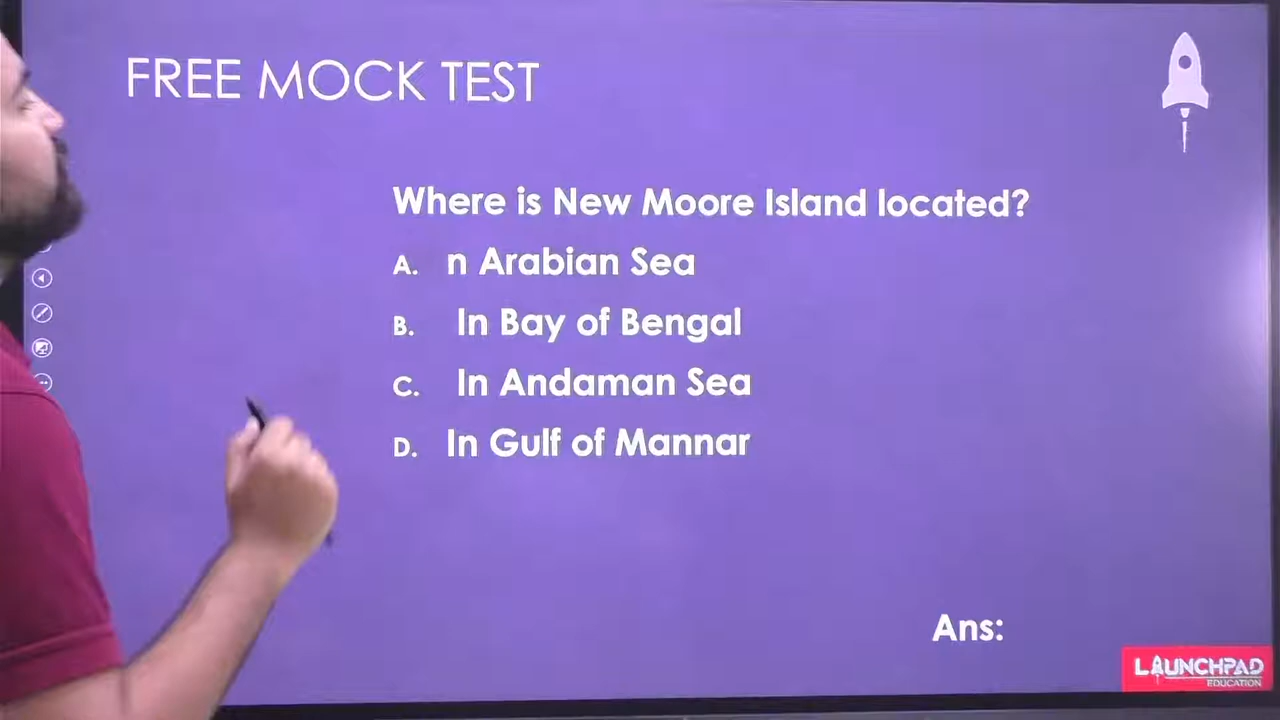 FREE MOCK TEST
Where is New Moore Island located?
A. n Arabian Sea
B. In Bay of Bengal
C. In Andaman Sea
D. In Gulf of Mannar
Ans:
LAUNCHPAD
EDUCATION